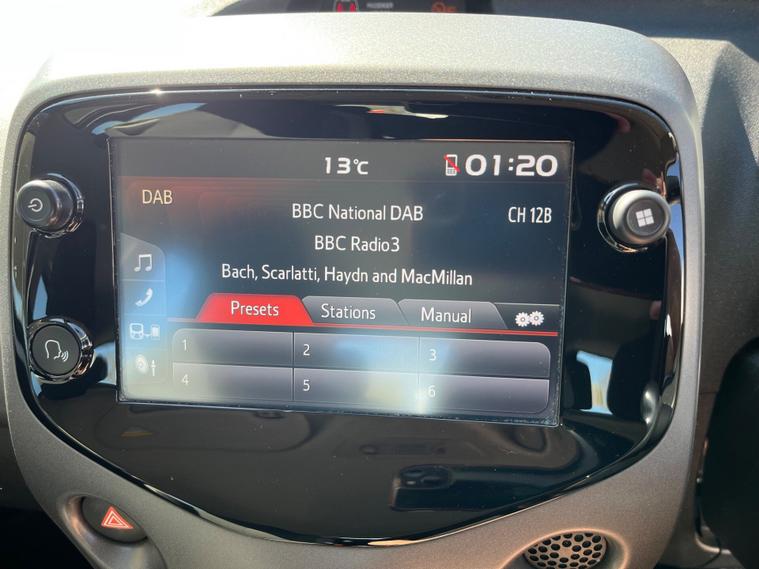 PASSENGER
13°C
01:20
DAB
BBC National DAB
CH 12B
BBC Radio3
Bach, Scarlatti, Haydn and MacMillan
Presets
Stations
Manual
1
2
3
4
5
6